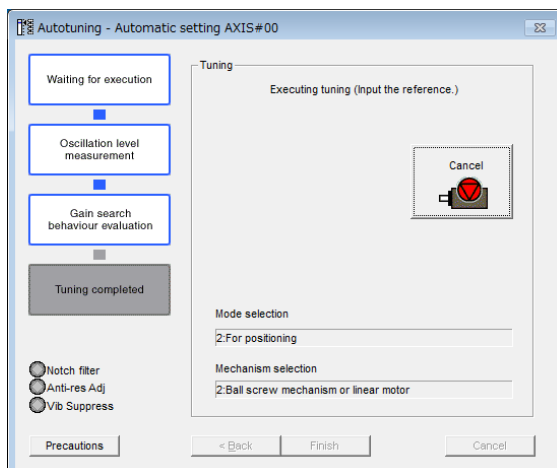 Autotuning - Automatic setting AXIS#00
Waiting for execution
Oscillation level
measurement
Gain search
behaviour evaluation
Tuning completed
Notch filter
Anti-res Adj
Vib Suppress
Precautions
Tuning
Executing tuning (Input the reference.)
Cancel
Mode selection
2:For positioning
Mechanism selection
2:Ball screw mechanism or linear motor
< Back
Finish
Cancel